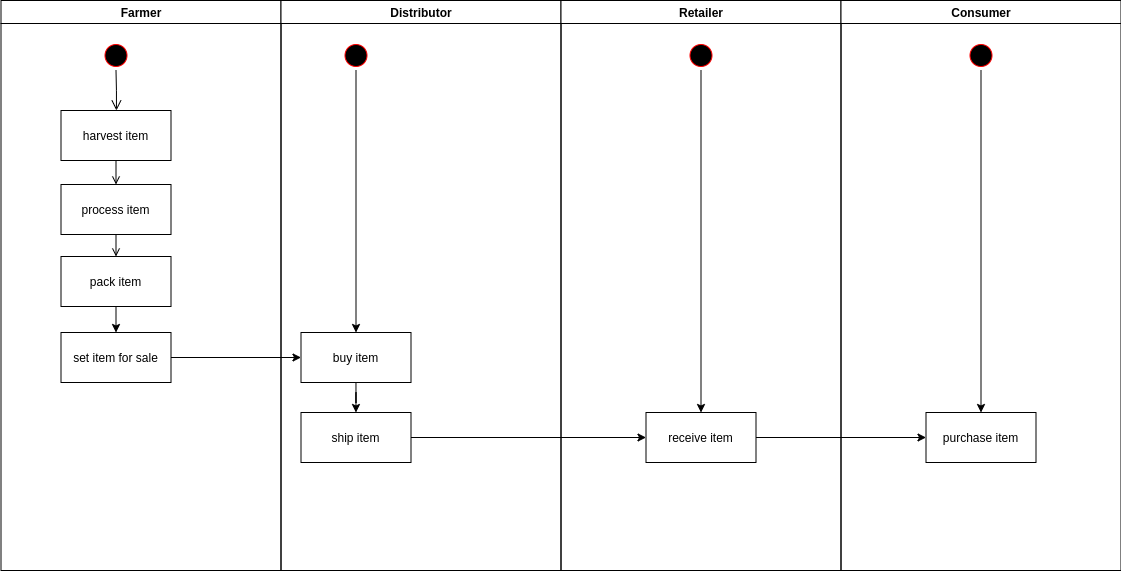 Farmer
Distributor
Retailer
Consumer
harvest item
process item
pack item
set item for sale
buy item
ship item
receive item
purchase item